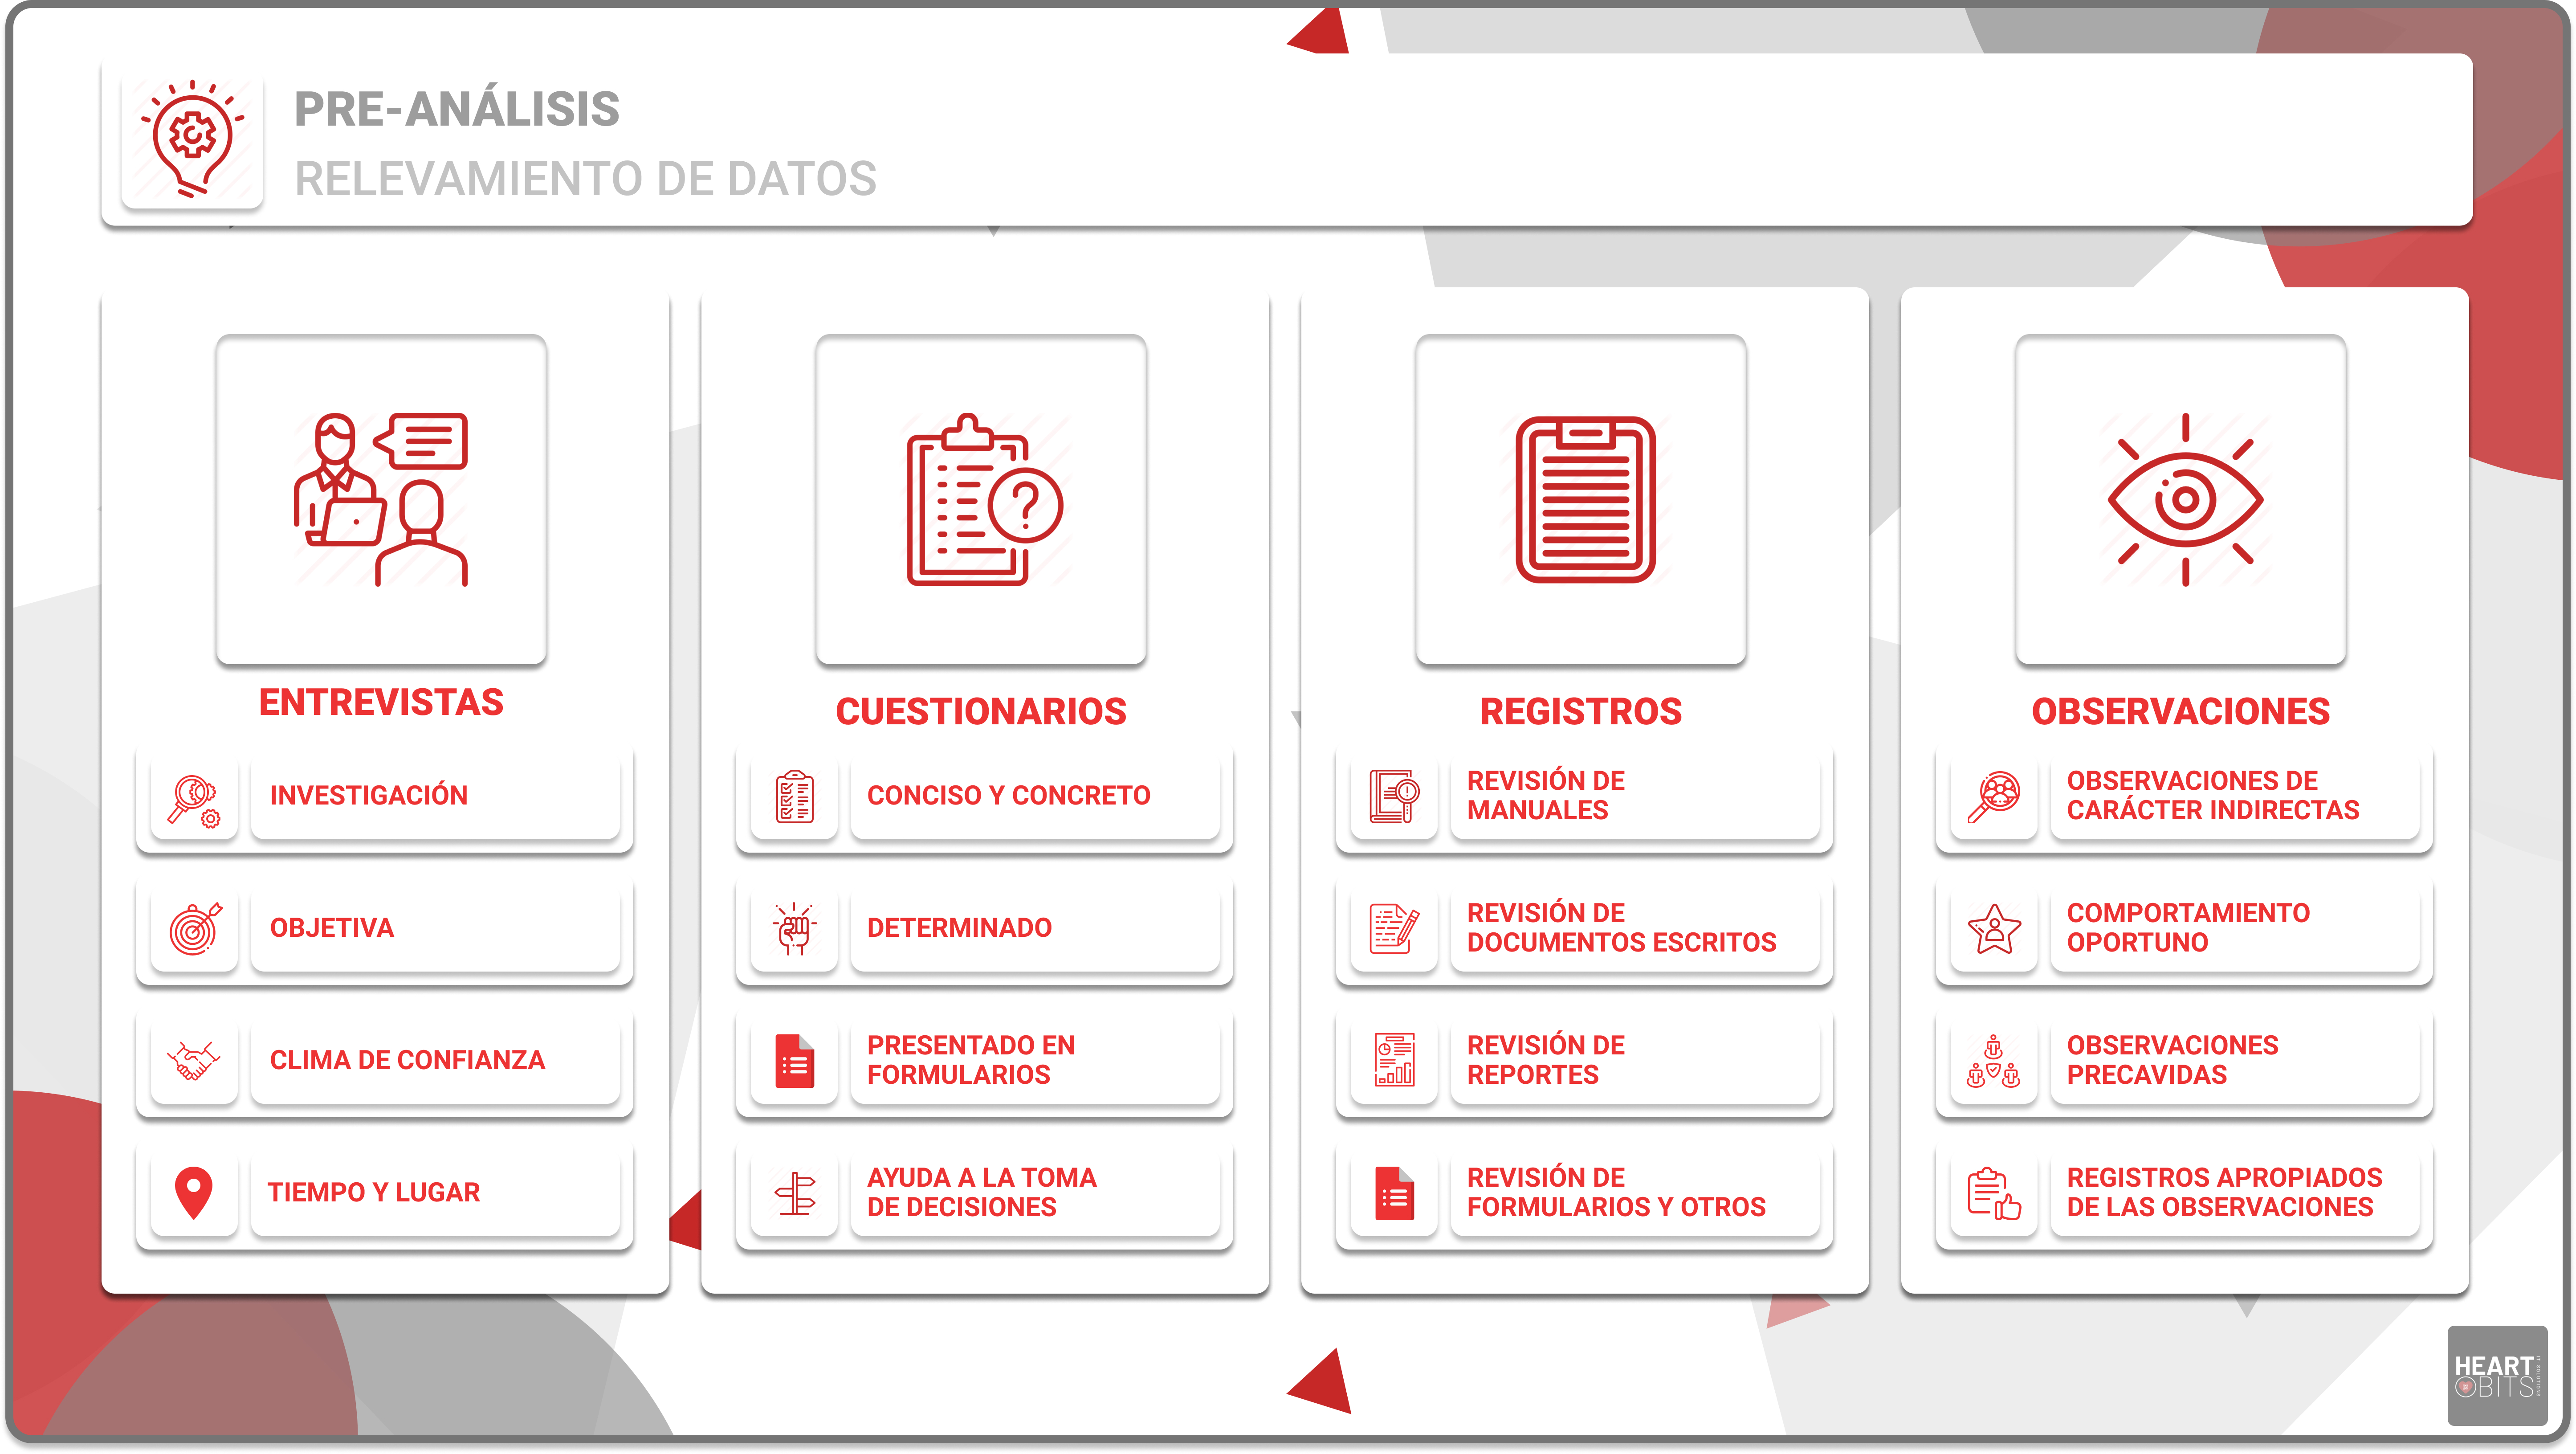 PRE-ANÁLISIS
RELEVAMIENTO DE DATOS
ENTREVISTAS
INVESTIGACIÓN
OBJETIVA
CLIMA DE CONFIANZA
TIEMPO Y LUGAR
CUESTIONARIOS
CONCISO Y CONCRETO
DETERMINADO
PRESENTADO EN
FORMULARIOS
AYUDA A LA TOMA
DE DECISIONES
REGISTROS
REVISIÓN DE
MANUALES
REVISIÓN DE
DOCUMENTOS ESCRITOS
REVISIÓN DE
REPORTES
REVISIÓN DE
FORMULARIOS Y OTROS
OBSERVACIONES
OBSERVACIONES DE
CARÁCTER INDIRECTAS
COMPORTAMIENTO
OPORTUNO
OBSERVACIONES
PRECAVIDAS
REGISTROS APROPIADOS
DE LAS OBSERVACIONES
HEART
BITS
IT SOLUTIONS